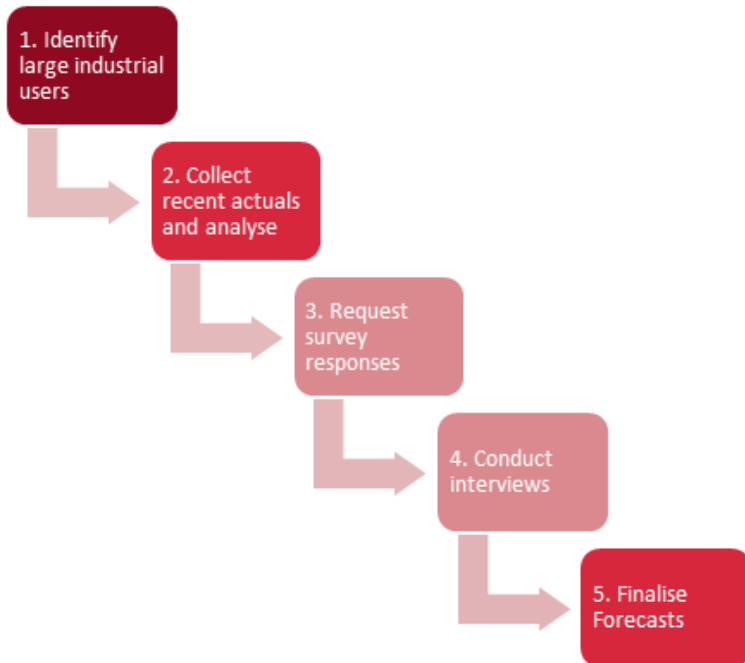 1. Identify
large industrial
users
2. Collect
recent actuals
and analyse
3. Request
survey
responses
4. Conduct
interviews
5. Finalise
Forecasts